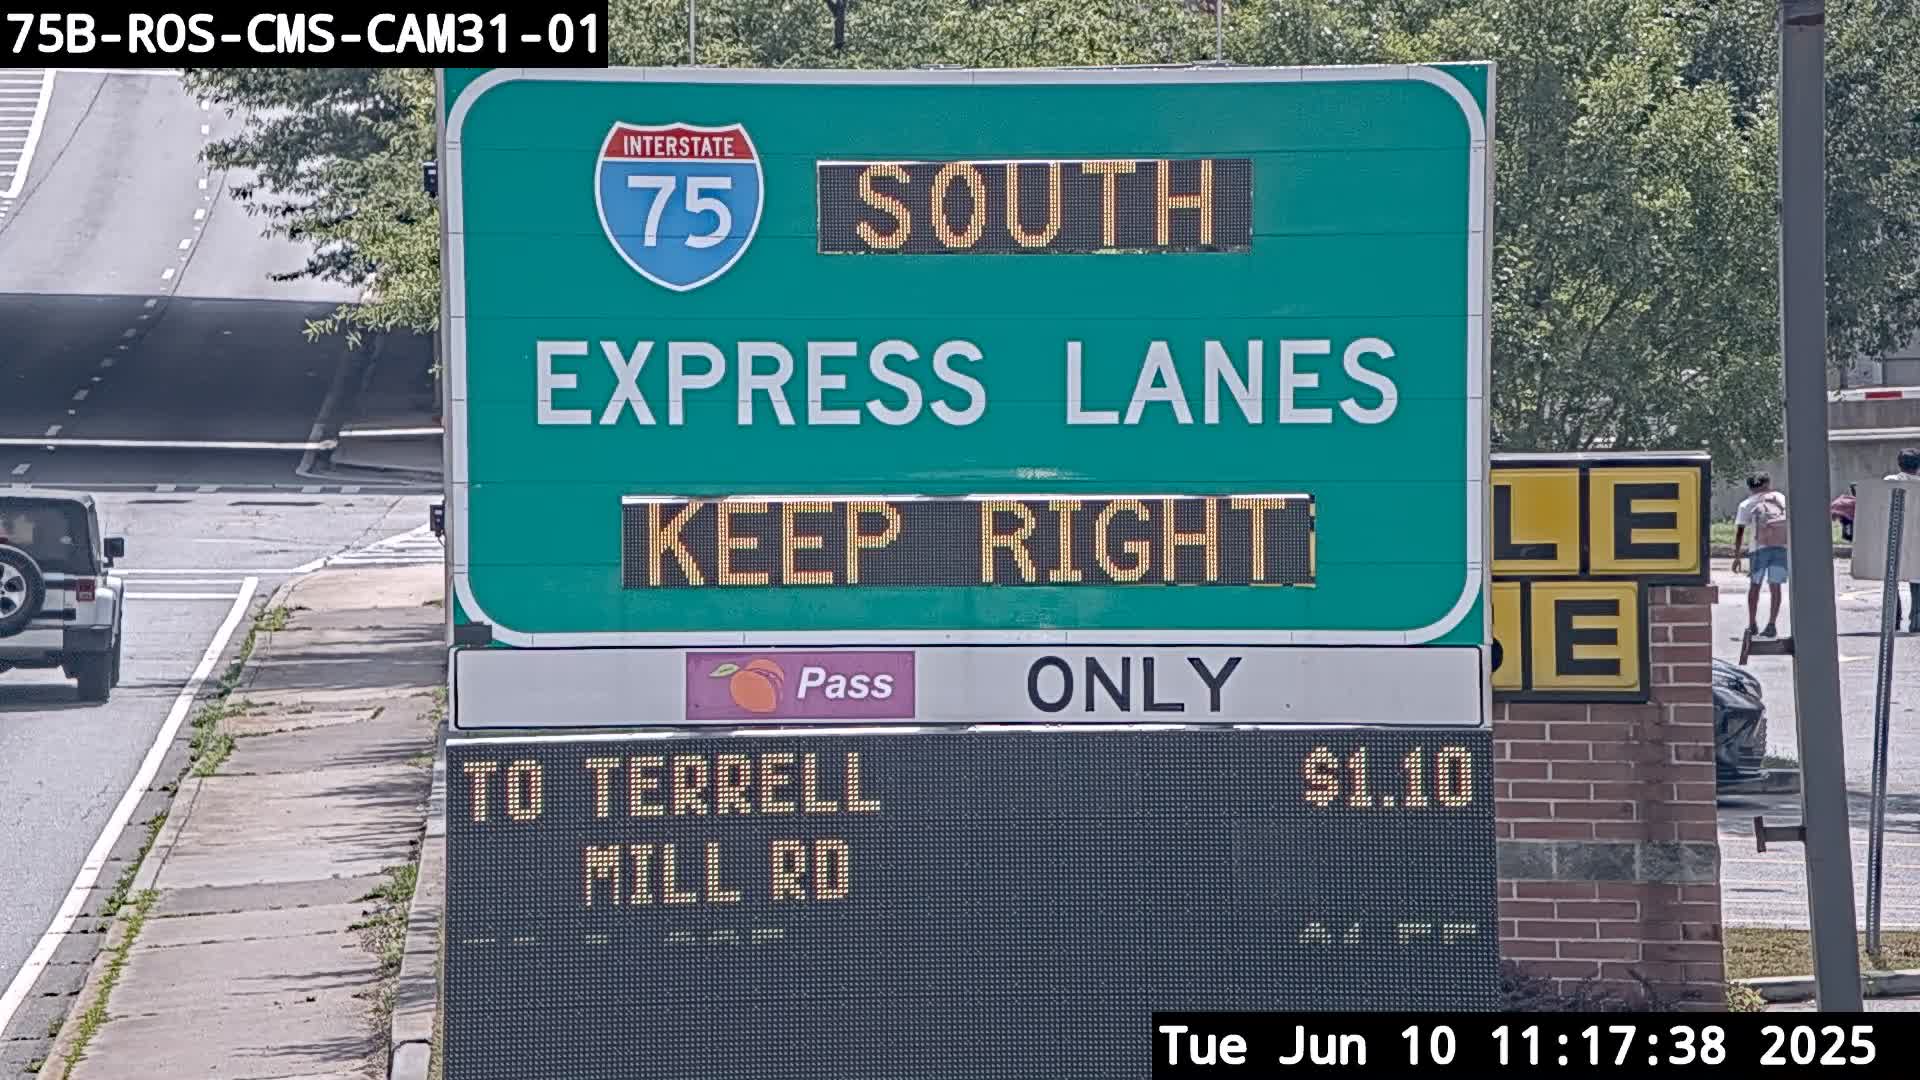 75B-ROS-CMS-CAM31-01
INTERSTATE
75
SOUTH
EXPRESS LANES
KEEP RIGHT
Pass ONLY
TO TERRELL $1.10
MILL RD
LE
E
Tue Jun 10 11:17:38 2025